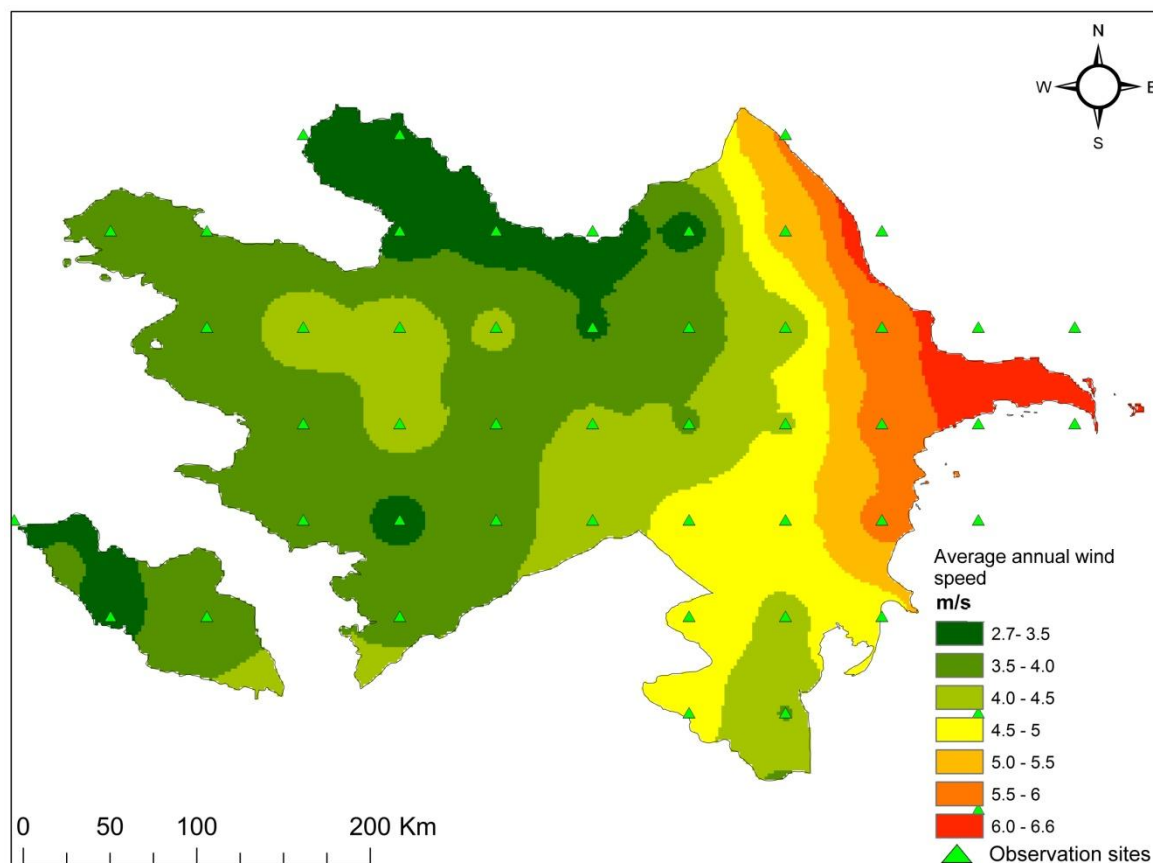 N
W E
S
Average annual wind
speed
m/s
2.7- 3.5
3.5 - 4.0
4.0 - 4.5
4.5 - 5
5.0 - 5.5
5.5 - 6
6.0 - 6.6
Observation sites
0 50 100 200 Km